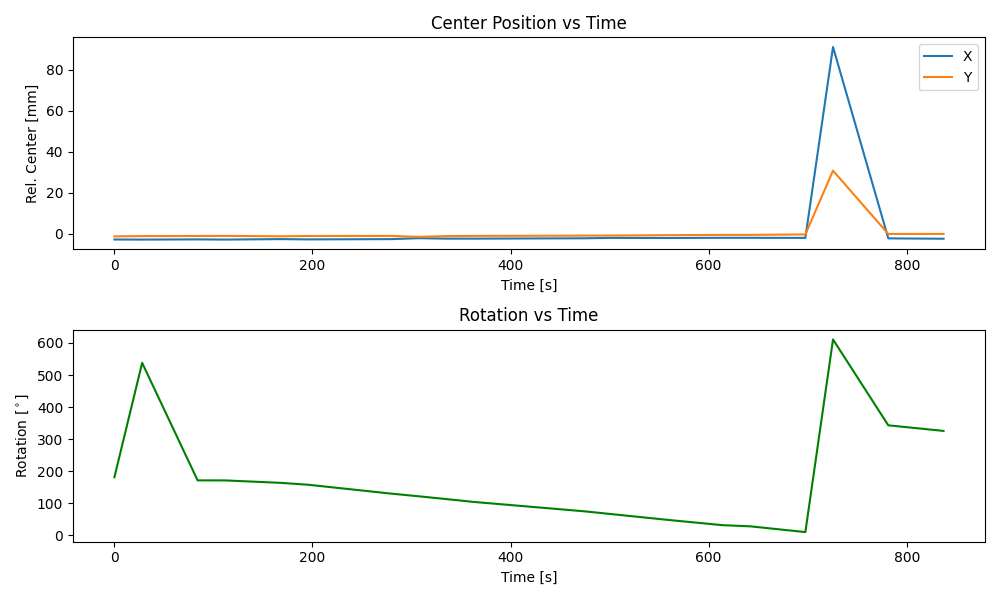 Center Position vs Time
Rel. Center [mm]
80
60
40
20
0
X
Y
0 200 400 600 800
Time [s]
Rotation vs Time
Rotation [°]
600
500
400
300
200
100
0
0 200 400 600 800
Time [s]